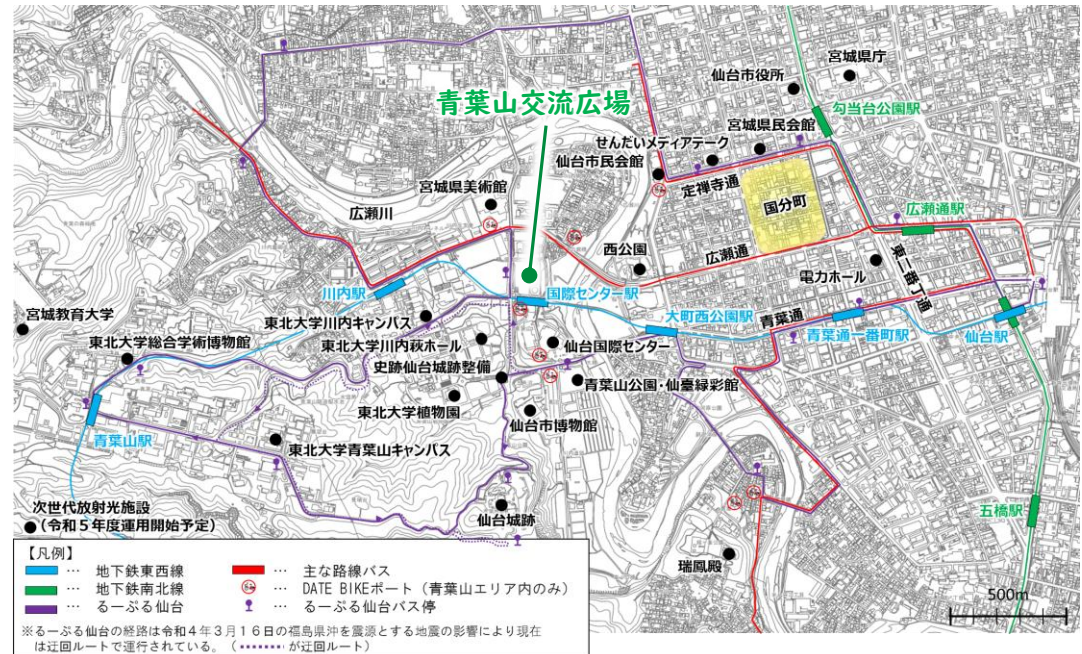 宮城県庁
仙台市役所
青葉山交流広場
勾当台公園駅
宮城県民会館
せんだいメディアテーク
仙台市民会館
定禅寺通
国分町
宮城県美術館
広瀬川
広瀬通駅
西公園
広瀬通
東二番丁通
電力ホール
川内駅
国際センター駅
大町西公園駅
青葉通
青葉通一番町駅
仙台駅
宮城教育大学
東北大学川内キャンパス
東北大学総合学術博物館
東北大学川内萩ホール
仙台国際センター
史跡仙台城跡整備
青葉山公園・仙臺緑彩館
東北大学植物園
仙台市博物館
青葉山駅
東北大学青葉山キャンパス
次世代放射光施設
(令和5年度運用開始予定)
仙台城跡
五橋駅
瑞鳳殿
500m
【凡例】
… 地下鉄東西線
… 主な路線バス
… 地下鉄南北線
… DATE BIKEポート（青葉山エリア内のみ）
… るーぷる仙台
… るーぷる仙台バス停
※るーぷる仙台の経路は令和4年3月16日の福島県沖を震源とする地震の影響により現在
は迂回ルートで運行されている。（ が迂回ルート）